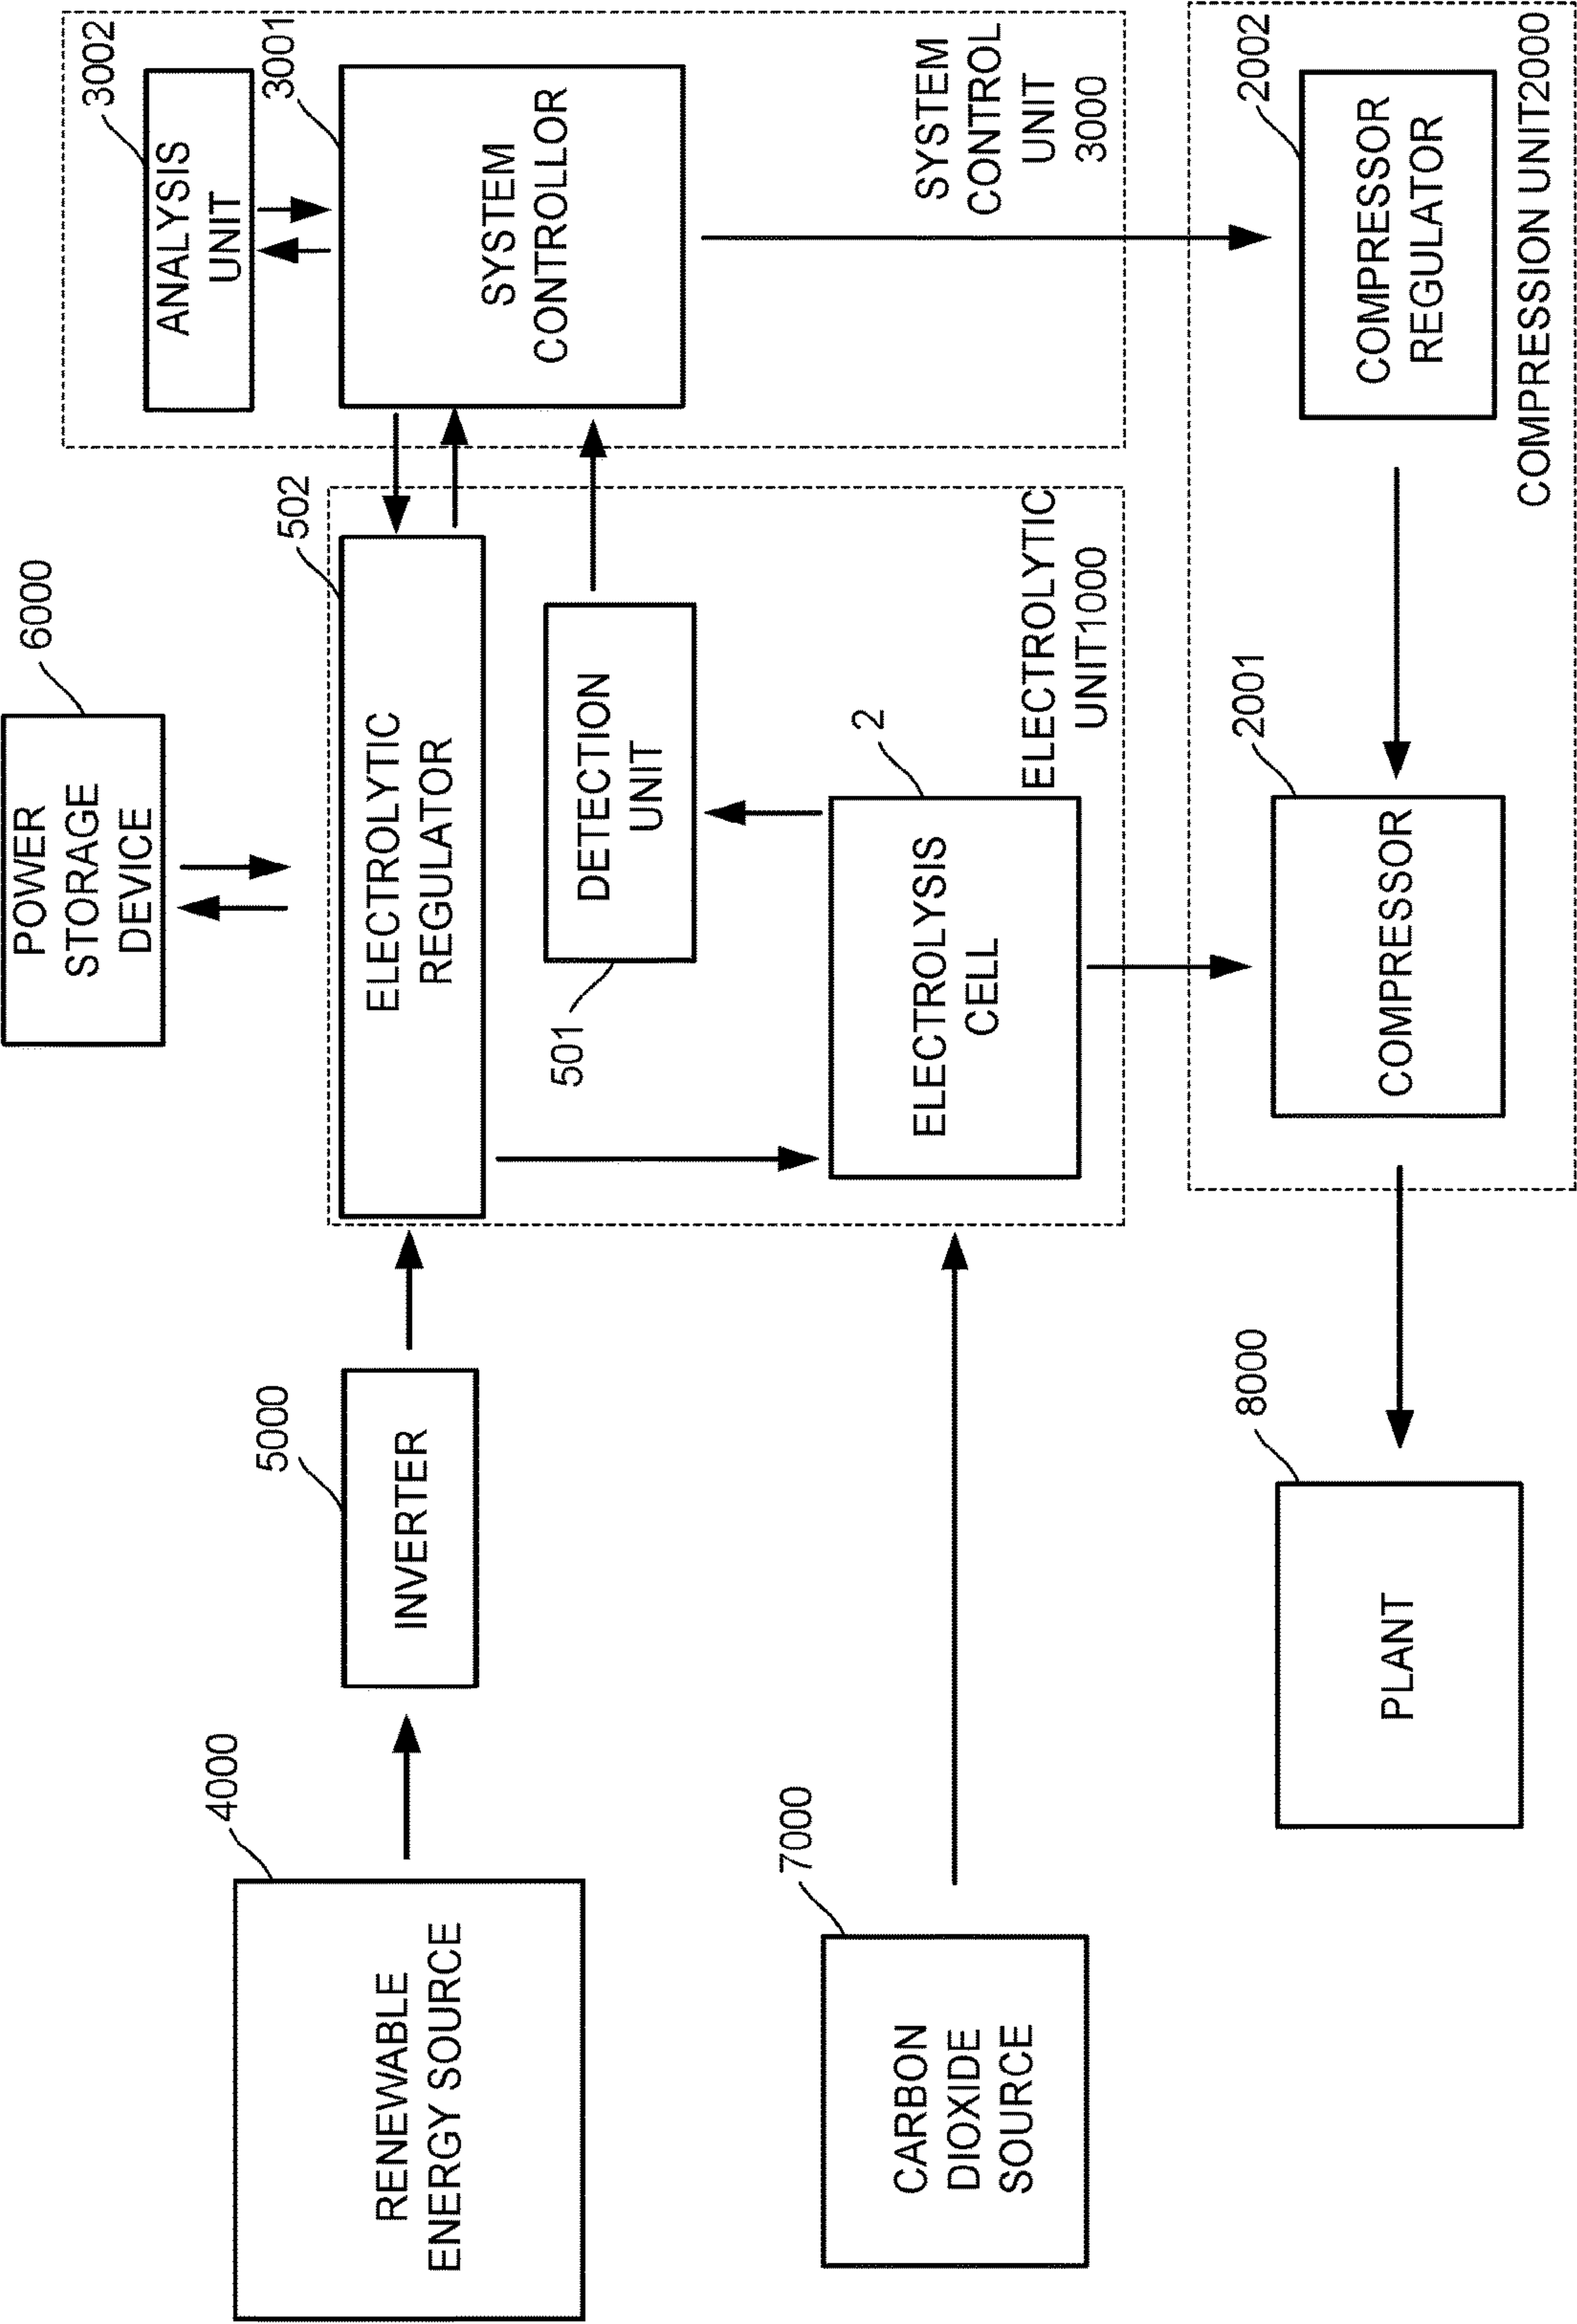 6000
POWER
STORAGE
DEVICE
3002
ANALYSIS
UNIT
3001
SYSTEM
CONTROLLOR
SYSTEM
CONTROL
UNIT
3000
4000
RENEWABLE
ENERGY SOURCE
5000
INVERTER
502
ELECTROLYTIC
REGULATOR
501
DETECTION
UNIT
2
ELECTROLYSIS
CELL
ELECTROLYTIC
UNIT1000
7000
CARBON
DIOXIDE
SOURCE
8000
PLANT
2001
COMPRESSOR
2002
COMPRESSOR
REGULATOR
COMPRESSION UNIT2000